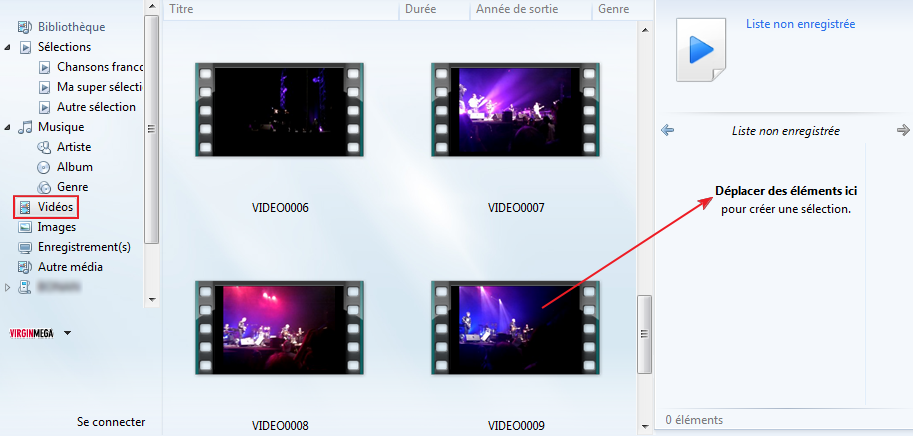 Titre
Durée
Année de sortie
Genre
Bibliothèque
Sélections
Chansons franco
Ma super sélecti
Autre sélection
Musique
Artiste
Album
Genre
Vidéos
Images
Enregistrement(s)
Autre média
VIRGINMEGA
Se connecter
VIDEO0006
VIDEO0007
VIDEO0008
VIDEO0009
Liste non enregistrée
Liste non enregistrée
Déplacer des éléments ici
pour créer une sélection.
0 éléments